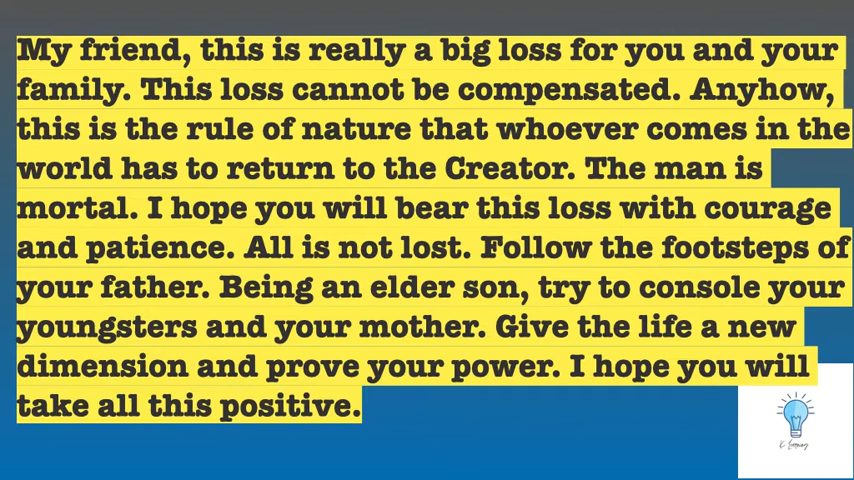 My friend, this is really a big loss for you and your
family. This loss cannot be compensated. Anyhow,
this is the rule of nature that whoever comes in the
world has to return to the Creator. The man is
mortal. I hope you will bear this loss with courage
and patience. All is not lost. Follow the footsteps of
your father. Being an elder son, try to console your
youngsters and your mother. Give the life a new
dimension and prove your power. I hope you will
take all this positive.